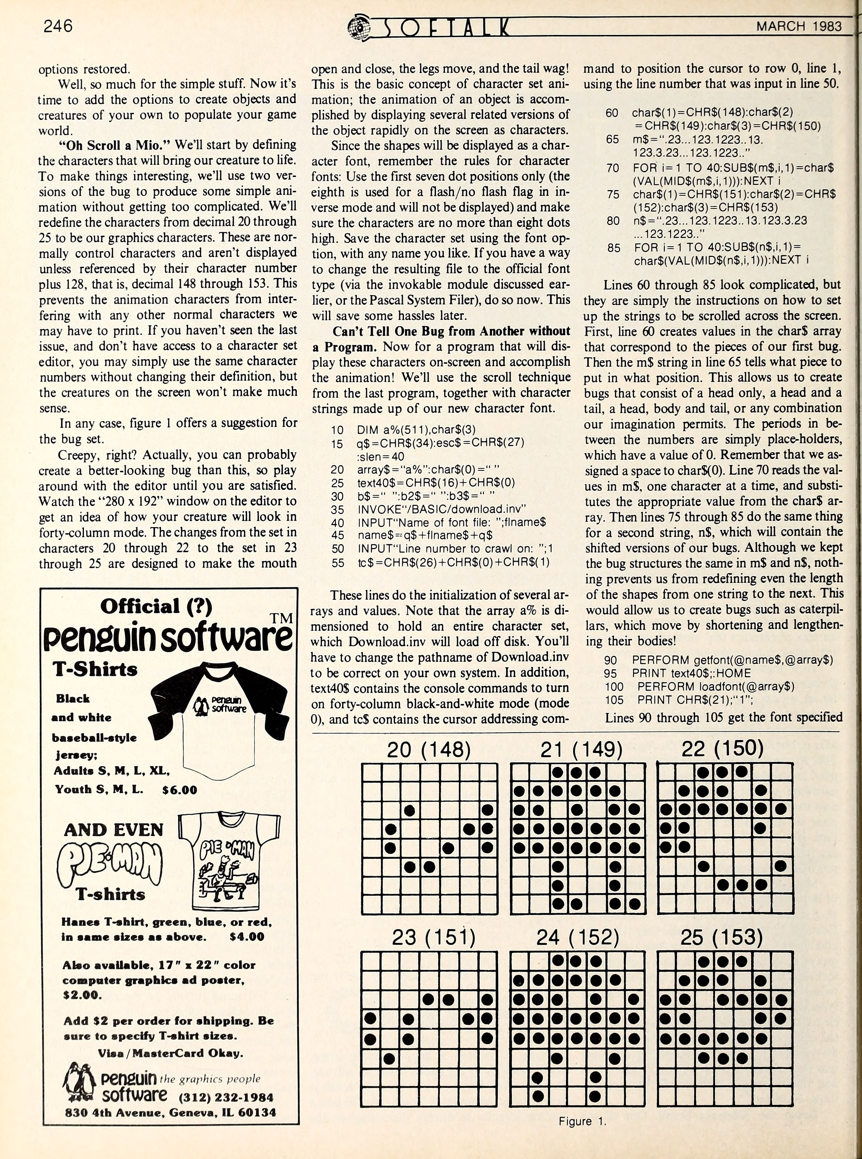 246
SOFTALK
MARCH 1983
options restored.
Well, so much for the simple stuff. Now it's
time to add the options to create objects and
creatures of your own to populate your game
world.
"Oh Scroll a Mio." We'll start by defining
the characters that will bring our creature to life.
To make things interesting, we'll use two ver-
sions of the bug to produce some simple ani-
mation without getting too complicated. We'll
redefine the characters from decimal 20 through
25 to be our graphics characters. These are nor-
mally control characters and aren't displayed
unless referenced by their character number
plus 128, that is, decimal 148 through 153. This
prevents the animation characters from inter-
fering with any other normal characters we
may have to print. If you haven't seen the last
issue, and don't have access to a character set
editor, you may simply use the same character
numbers without changing their definition, but
the creatures on the screen won't make much
sense.
In any case, figure 1 offers a suggestion for
the bug set.
Creepy, right? Actually, you can probably
create a better-looking bug than this, so play
around with the editor until you are satisfied.
Watch the "280 x 192" window on the editor to
get an idea of how your creature will look in
forty-column mode. The changes from the set in
characters 20 through 22 to the set in 23
through 25 are designed to make the mouth
open and close, the legs move, and the tail wag!
This is the basic concept of character set ani-
mation; the animation of an object is accom-
plished by displaying several related versions of
the object rapidly on the screen as characters.
Since the shapes will be displayed as a char-
acter font, remember the rules for character
fonts: Use the first seven dot positions only (the
eighth is used for a flash/no flash flag in in-
verse mode and will not be displayed) and make
sure the characters are no more than eight dots
high. Save the character set using the font op-
tion, with any name you like. If you have a way
to change the resulting file to the official font
type (via the invokable module discussed ear-
lier, or the Pascal System Filer), do so now. This
will save some hassles later.
Can't Tell One Bug from Another without
a Program. Now for a program that will dis-
play these characters on-screen and accomplish
the animation! We'll use the scroll technique
from the last program, together with character
strings made up of our new character font.
10 DIM a%(511),char$(3)
15 q$=CHR$(34):esc$=CHR$(27)
:slen=40
20 array$="a%":char$(0)=" "
25 text40$=CHR$(16)+CHR$(0)
30 b$=" ":b2$=" ":b3$=" "
35 INVOKE"/BASIC/download.inv"
40 INPUT"Name of font file: ";flname$
45 name$=q$+flname$+q$
50 INPUT"Line number to crawl on: ";1
55 tc$=CHR$(26)+CHR$(0)+CHR$(1)
These lines do the initialization of several ar-
rays and values. Note that the array a% is di-
mensioned to hold an entire character set,
which Download.inv will load off disk. You'll
have to change the pathname of Download.inv
to be correct on your own system. In addition,
text40$ contains the console commands to turn
on forty-column black-and-white mode (mode
0), and tc$ contains the cursor addressing com-
mand to position the cursor to row 0, line 1,
using the line number that was input in line 50.
60 char$(1)=CHR$(148):char$(2)
=CHR$(149):char$(3)=CHR$(150)
65 m$=".23...123.1223..13.
123.3.23...123.1223.."
70 FOR i=1 TO 40:SUB$(m$,i,1)=char$
(VAL(MID$(m$,i,1))):NEXT i
75 char$(1)=CHR$(151):char$(2)=CHR$
(152):char$(3)=CHR$(153)
80 n$=".23...123.1223..13.123.3.23
...123.1223.."
85 FOR i=1 TO 40:SUB$(n$,i,1)=
char$(VAL(MID$(n$,i,1))):NEXT i
Lines 60 through 85 look complicated, but
they are simply the instructions on how to set
up the strings to be scrolled across the screen.
First, line 60 creates values in the char$ array
that correspond to the pieces of our first bug.
Then the m$ string in line 65 tells what piece to
put in what position. This allows us to create
bugs that consist of a head only, a head and a
tail, a head, body and tail, or any combination
our imagination permits. The periods in be-
tween the numbers are simply place-holders,
which have a value of 0. Remember that we as-
signed a space to char$(0). Line 70 reads the val-
ues in m$, one character at a time, and substi-
tutes the appropriate value from the char$ ar-
ray. Then lines 75 through 85 do the same thing
for a second string, n$, which will contain the
shifted versions of our bugs. Although we kept
the bug structures the same in m$ and n$, noth-
ing prevents us from redefining even the length
of the shapes from one string to the next. This
would allow us to create bugs such as caterpil-
lars, which move by shortening and lengthen-
ing their bodies!
90 PERFORM getfont(@name$,@array$)
95 PRINT text40$;:HOME
100 PERFORM loadfont(@array$)
105 PRINT CHR$(21);"1";
Lines 90 through 105 get the font specified
Official (?)
penguin software TM
T-Shirts
Black
and white
baseball-style
jersey;
Adults S, M, L, XL,
Youth S, M, L. $6.00
penguin
software
AND EVEN
PIE-MAN
T-shirts
PIE-MAN
Hanes T-shirt, green, blue, or red,
in same sizes as above. $4.00
Also available, 17" x 22" color
computer graphics ad poster,
$2.00.
Add $2 per order for shipping. Be
sure to specify T-shirt sizes.
Visa/MasterCard Okay.
penguin the graphics people
software (312) 232-1984
830 4th Avenue, Geneva, IL 60134
20 (148)
21 (149)
22 (150)
23 (151)
24 (152)
25 (153)
Figure 1.